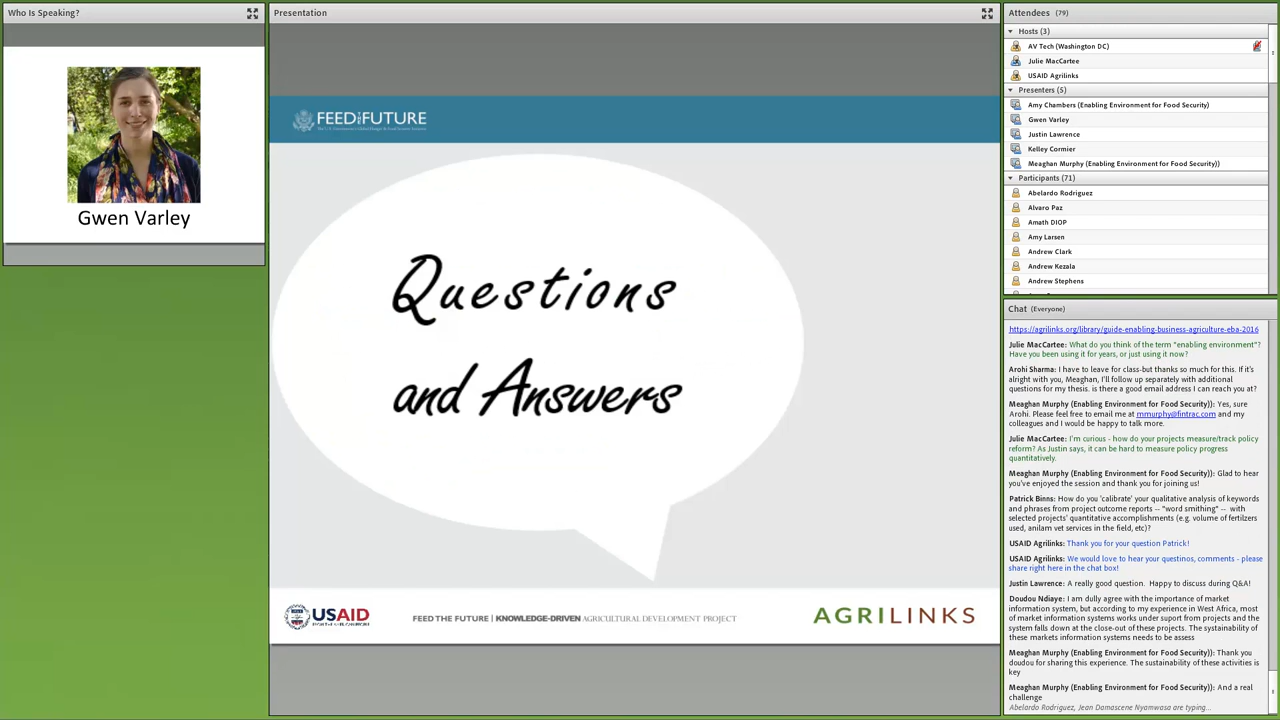 Who Is Speaking?
Gwen Varley
Presentation
FEED THE FUTURE
Questions
and Answers
USAID
FEED THE FUTURE | KNOWLEDGE-DRIVEN AGRICULTURAL DEVELOPMENT PROJECT
AGRILINKS
Attendees (79)
Hosts (3)
AV Tech (Washington DC)
Julie MacCartee
USAID Agrilinks
Presenters (5)
Amy Chambers (Enabling Environment for Food Security)
Gwen Varley
Justin Lawrence
Kelley Cormier
Meaghan Murphy (Enabling Environment for Food Security))
Participants (71)
Abelardo Rodriguez
Alvaro Paz
Amath DIOP
Amy Larsen
Andrew Clark
Andrew Kezala
Andrew Stephens
Chat (Everyone)
https://agrilinks.org/library/guide-enabling-business-agriculture-eba-2016
Julie MacCartee: What do you think of the term "enabling environment"?
Have you been using it for years, or just using it now?
Arohi Sharma: I have to leave for class-but thanks so much for this. If it's
alright with you, Meaghan, I'll follow up separately with additional
questions for my thesis. is there a good email address I can reach you at?
Meaghan Murphy (Enabling Environment for Food Security)): Yes, sure
Arohi. Please feel free to email me at mmurphy@fintrac.com and my
colleagues and I would be happy to talk more.
Julie MacCartee: I'm curious - how do your projects measure/track policy
reform? As Justin says, it can be hard to measure policy progress
quantitatively.
Meaghan Murphy (Enabling Environment for Food Security)): Glad to hear
you've enjoyed the session and thank you for joining us!
Patrick Binns: How do you 'calibrate' your qualitative analysis of keywords
and phrases from project outcome reports -- "word smithing" -- with
selected projects' quantitative accomplishments (e.g. volume of fertilzers
used, anilam vet services in the field, etc)?
USAID Agrilinks: Thank you for your question Patrick!
USAID Agrilinks: We would love to hear your questinos, comments - please
share right here in the chat box!
Justin Lawrence: A really good question. Happy to discuss during Q&A!
Doudou Ndiaye: I am dully agree with the importance of market
information system, but according to my experience in West Africa, most
of market information systems works under suport from projects and the
system falls down at the close-out of these projects. The sustainability of
these markets information systems needs to be assess
Meaghan Murphy (Enabling Environment for Food Security)): Thank you
doudou for sharing this experience. The sustainability of these activities is
key
Meaghan Murphy (Enabling Environment for Food Security)): And a real
challenge
Abelardo Rodriguez, Jean Damascene Nyamwasa are typing...